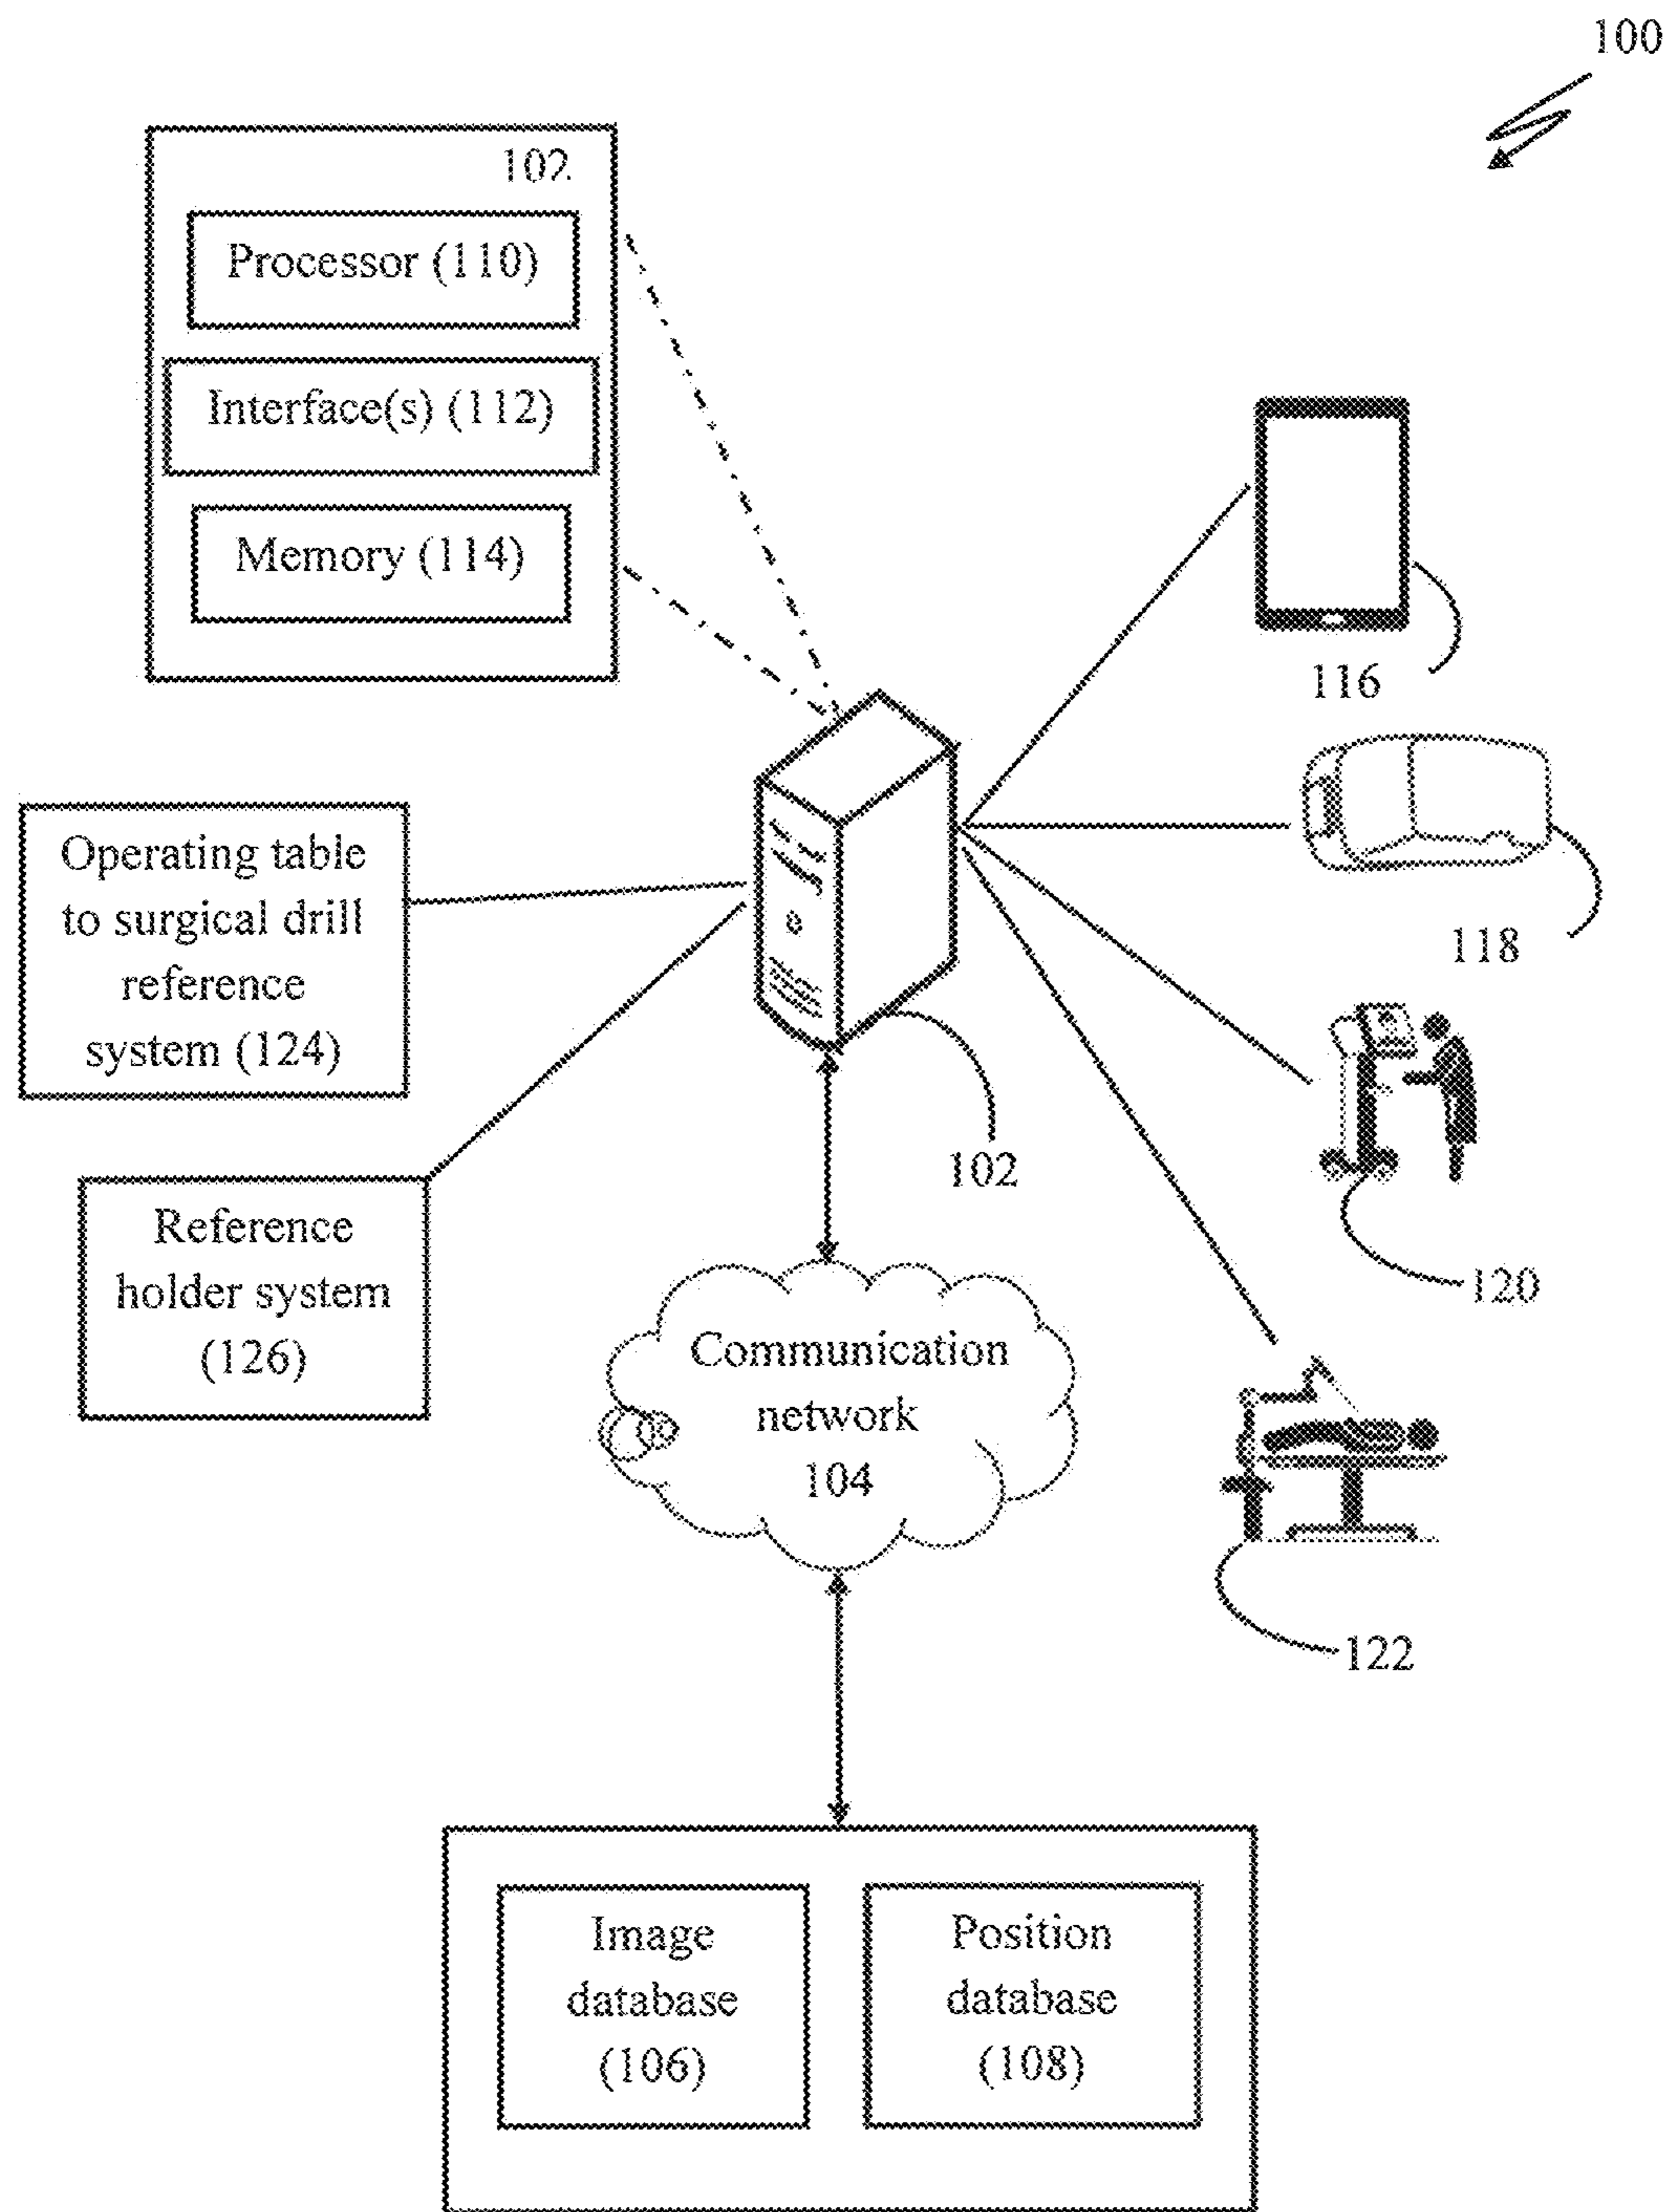 100
102
Processor (110)
Interface(s) (112)
Memory (114)
116
118
Operating table
to surgical drill
reference
system (124)
102
Reference
holder system
(126)
120
Communication
network
104
122
Image
database
(106)
Position
database
(108)